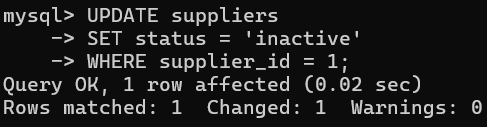 mysql> UPDATE suppliers
    -> SET status = 'inactive'
    -> WHERE supplier_id = 1;
Query OK, 1 row affected (0.02 sec)
Rows matched: 1  Changed: 1  Warnings: 0